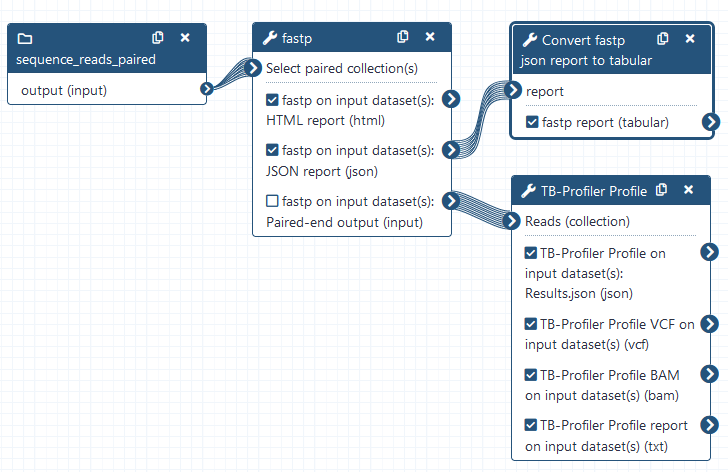 sequence_reads_paired
output (input)
fastp
Select paired collection(s)
fastp on input dataset(s):
HTML report (html)
fastp on input dataset(s):
JSON report (json)
fastp on input dataset(s):
Paired-end output (input)
Convert fastp
json report to tabular
report
fastp report (tabular)
TB-Profiler Profile
Reads (collection)
TB-Profiler Profile on
input dataset(s):
Results.json (json)
TB-Profiler Profile VCF on
input dataset(s) (vcf)
TB-Profiler Profile BAM
on input dataset(s) (bam)
TB-Profiler Profile report
on input dataset(s) (txt)